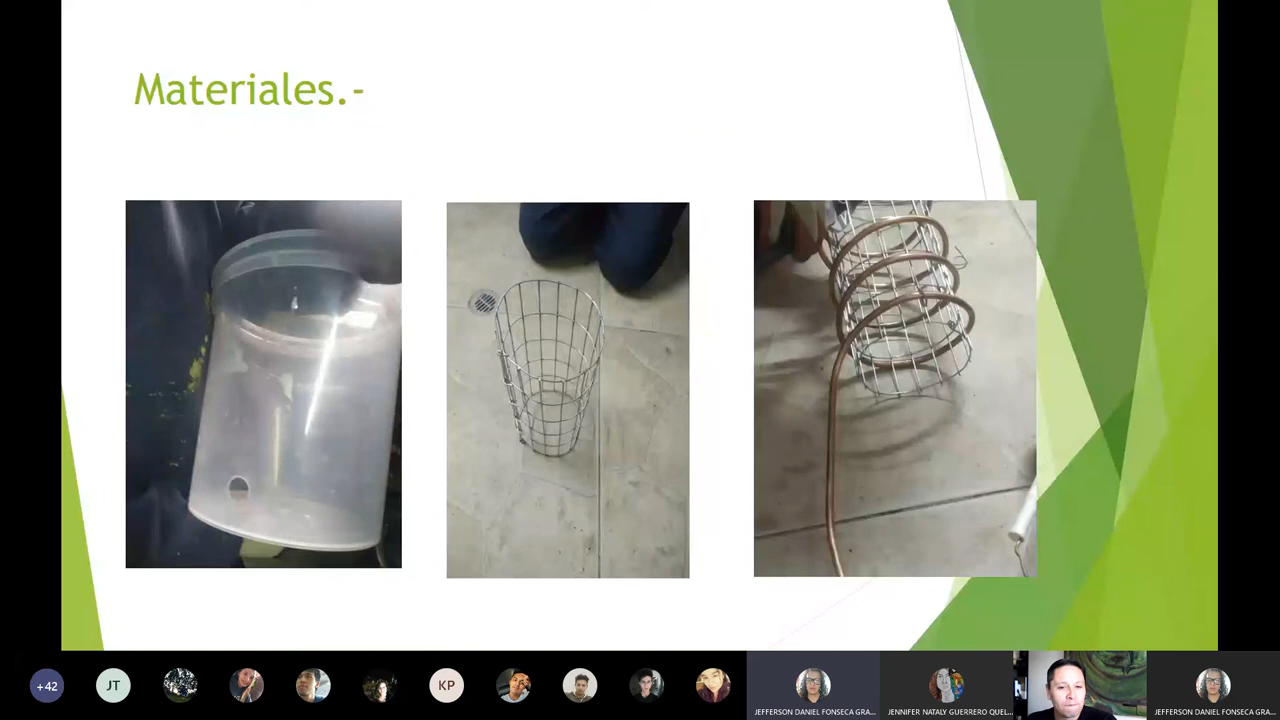 Materiales.-
+42
JT
KP
JEFFERSON DANIEL FONSECA GRA...
JENNIFER NATALY GUERRERO QUEL...
JEFFERSON DANIEL FONSECA GRA...